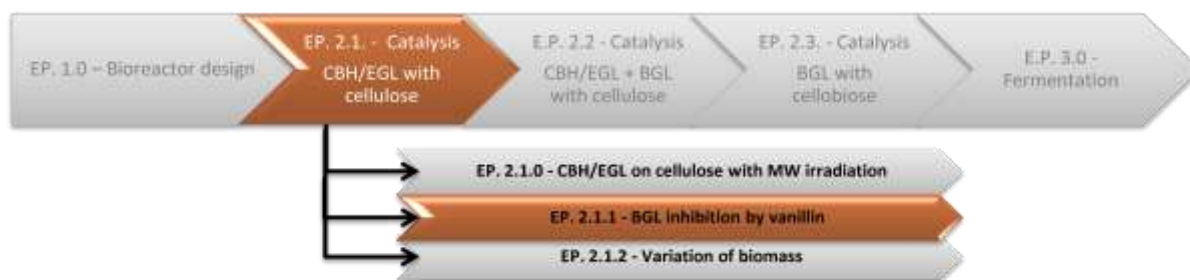 EP. 1.0 – Bioreactor design
EP. 2.1. - Catalysis
CBH/EGL with
cellulose
E.P. 2.2 - Catalysis
CBH/EGL + BGL
with cellulose
EP. 2.3. - Catalysis
BGL with
cellobiose
E.P. 3.0 -
Fermentation
EP. 2.1.0 - CBH/EGL on cellulose with MW irradiation
EP. 2.1.1 - BGL inhibition by vanillin
EP. 2.1.2 - Variation of biomass